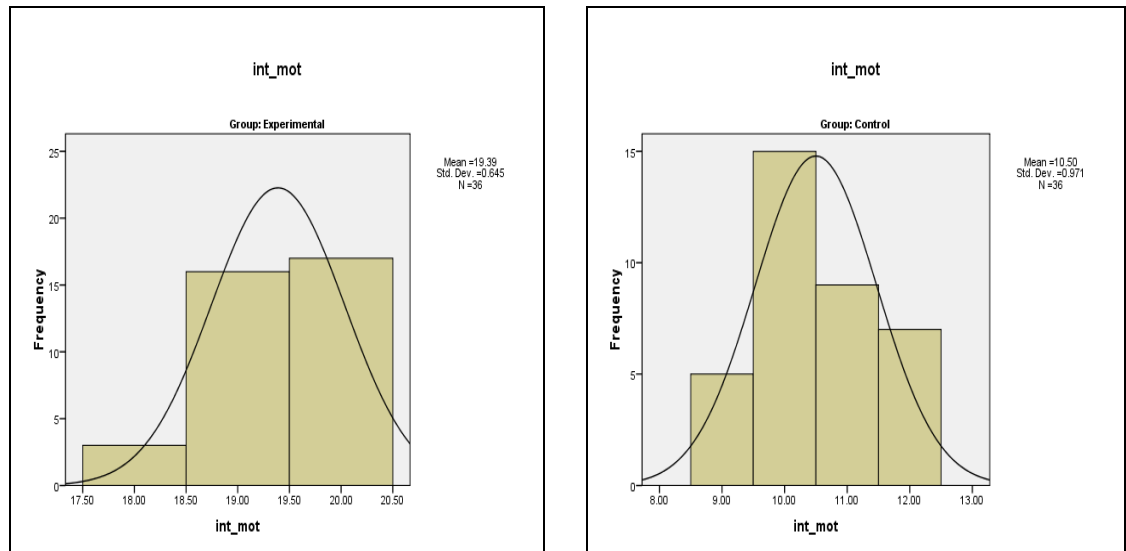 int_mot
Group: Experimental
Mean =19.39
Std. Dev. =0.645
N =36
25
20
15
10
5
0
Frequency
17.50 18.00 18.50 19.00 19.50 20.00 20.50
int_mot
int_mot
Group: Control
Mean =10.50
Std. Dev. =0.971
N =36
15
10
5
0
Frequency
8.00 9.00 10.00 11.00 12.00 13.00
int_mot